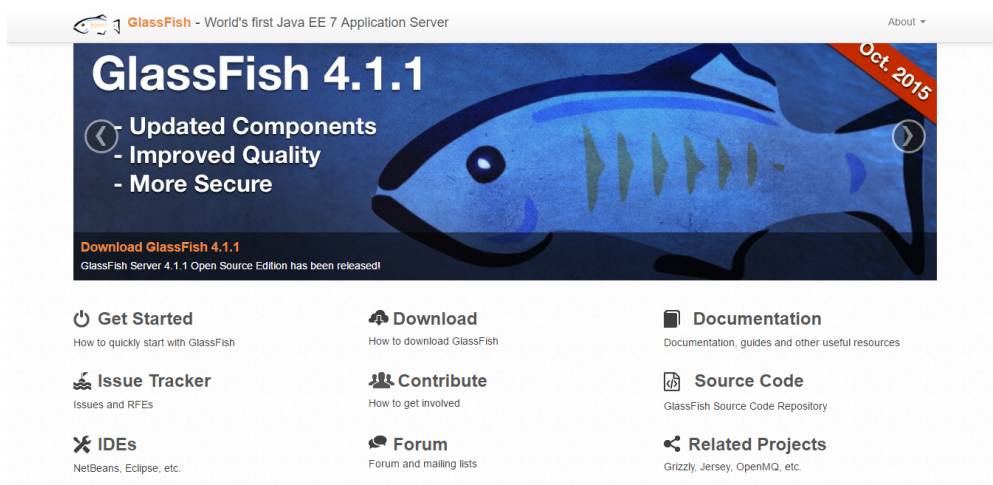 GlassFish - World's first Java EE 7 Application Server
About
GlassFish 4.1.1
Oct. 2015
- Updated Components
- Improved Quality
- More Secure
Download GlassFish 4.1.1
GlassFish Server 4.1.1 Open Source Edition has been released!
Get Started
How to quickly start with GlassFish
Download
How to download GlassFish
Documentation
Documentation, guides and other useful resources
Issue Tracker
Issues and RFEs
Contribute
How to get involved
Source Code
GlassFish Source Code Repository
IDEs
NetBeans, Eclipse, etc.
Forum
Forum and mailing lists
Related Projects
Grizzly, Jersey, OpenMQ, etc.